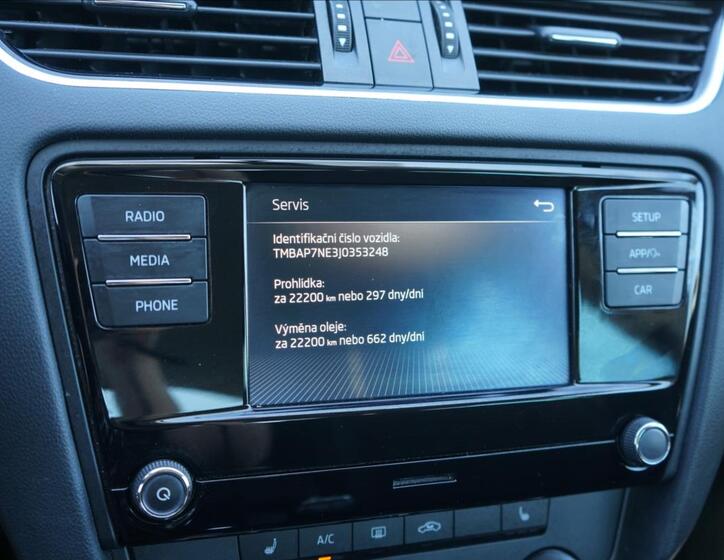 RADIO
MEDIA
PHONE
Servis
Identifikační číslo vozidla:
TMBAP7NE3J0353248
Prohlídka:
za 22200 km nebo 297 dny/dní
Výměna oleje:
za 22200 km nebo 662 dny/dní
SETUP
APP/
CAR
A/C